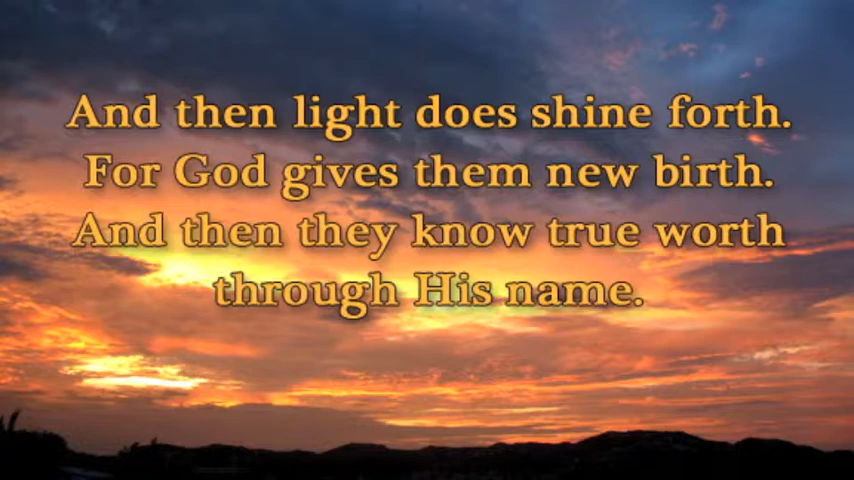 And then light does shine forth.
For God gives them new birth.
And then they know true worth
through His name.